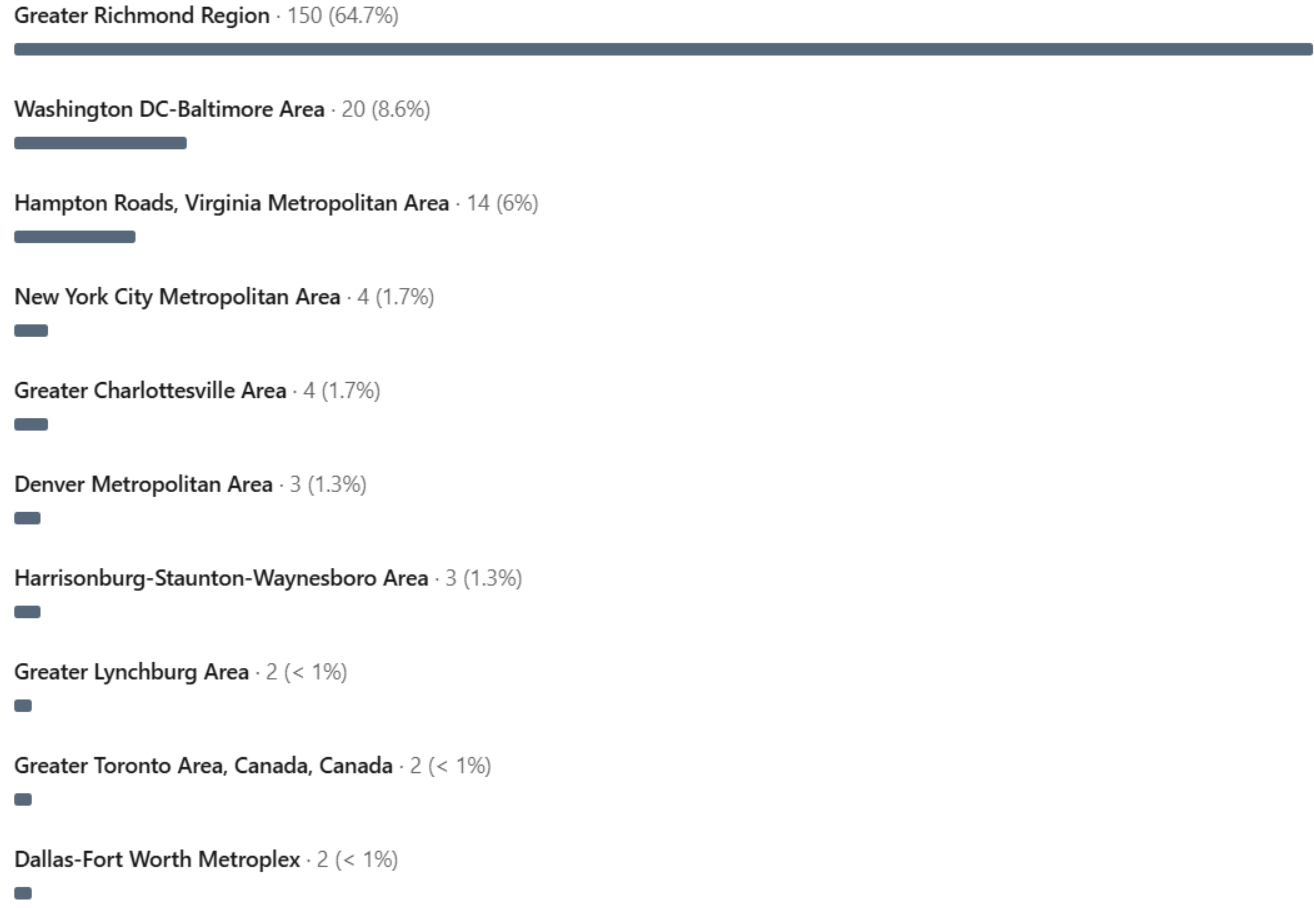 Greater Richmond Region · 150 (64.7%)
Washington DC-Baltimore Area · 20 (8.6%)
Hampton Roads, Virginia Metropolitan Area · 14 (6%)
New York City Metropolitan Area · 4 (1.7%)
Greater Charlottesville Area · 4 (1.7%)
Denver Metropolitan Area · 3 (1.3%)
Harrisonburg-Staunton-Waynesboro Area · 3 (1.3%)
Greater Lynchburg Area · 2 (< 1%)
Greater Toronto Area, Canada, Canada · 2 (< 1%)
Dallas-Fort Worth Metroplex · 2 (< 1%)